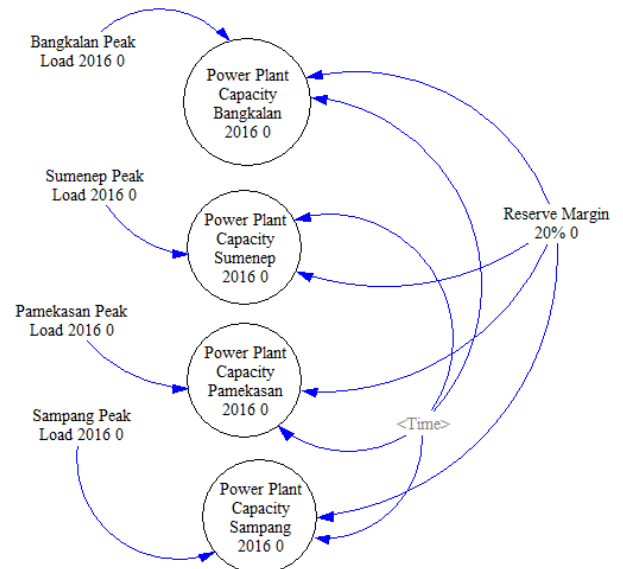 Bangkalan Peak
Load 2016 0
Power Plant
Capacity
Bangkalan
2016 0
Sumenep Peak
Load 2016 0
Power Plant
Capacity
Sumenep
2016 0
Reserve Margin
20% 0
Pamekasan Peak
Load 2016 0
Power Plant
Capacity
Pamekasan
2016 0
Sampang Peak
Load 2016 0
<Time>
Power Plant
Capacity
Sampang
2016 0